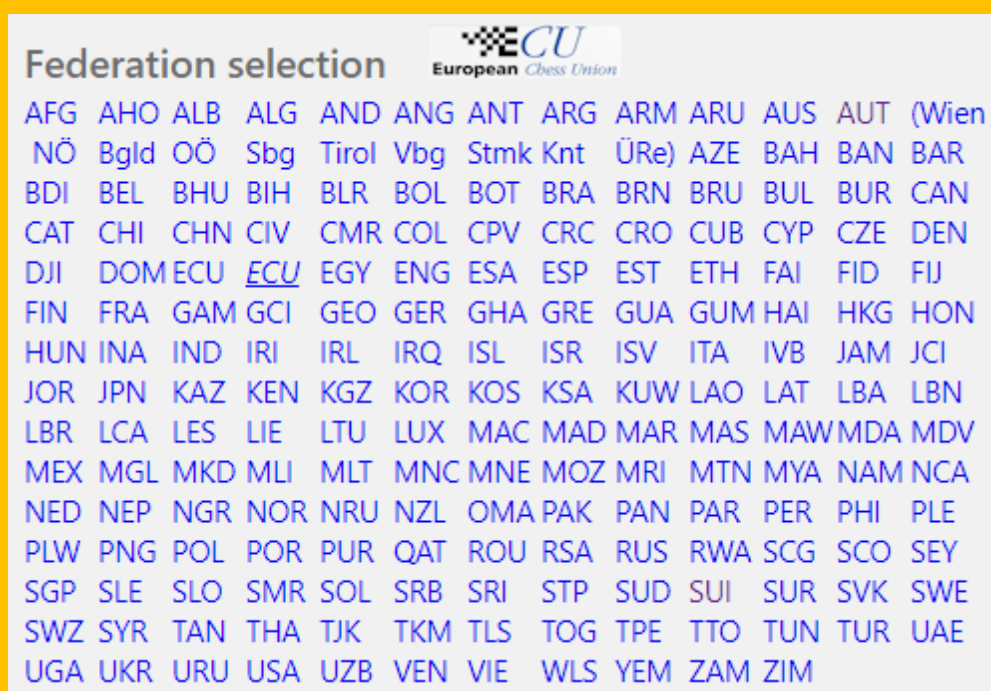 Federation selection
ECU
European Chess Union
AFG AHO ALB ALG AND ANG ANT ARG ARM ARU AUS AUT (Wien
NÖ Bgld OÖ Sbg Tirol Vbg Stmk Knt ÜRe) AZE BAH BAN BAR
BDI BEL BHU BIH BLR BOL BOT BRA BRN BRU BUL BUR CAN
CAT CHI CHN CIV CMR COL CPV CRC CRO CUB CYP CZE DEN
DJI DOM ECU ECU EGY ENG ESA ESP EST ETH FAI FID FIJ
FIN FRA GAM GCI GEO GER GHA GRE GUA GUM HAI HKG HON
HUN INA IND IRI IRL IRQ ISL ISR ISV ITA IVB JAM JCI
JOR JPN KAZ KEN KGZ KOR KOS KSA KUW LAO LAT LBA LBN
LBR LCA LES LIE LTU LUX MAC MAD MAR MAS MAW MDA MDV
MEX MGL MKD MLI MLT MNC MNE MOZ MRI MTN MYA NAM NCA
NED NEP NGR NOR NRU NZL OMA PAK PAN PAR PER PHI PLE
PLW PNG POL POR PUR QAT ROU RSA RUS RWA SCG SCO SEY
SGP SLE SLO SMR SOL SRB SRI STP SUD SUI SUR SVK SWE
SWZ SYR TAN THA TJK TKM TLS TOG TPE TTO TUN TUR UAE
UGA UKR URU USA UZB VEN VIE WLS YEM ZAM ZIM